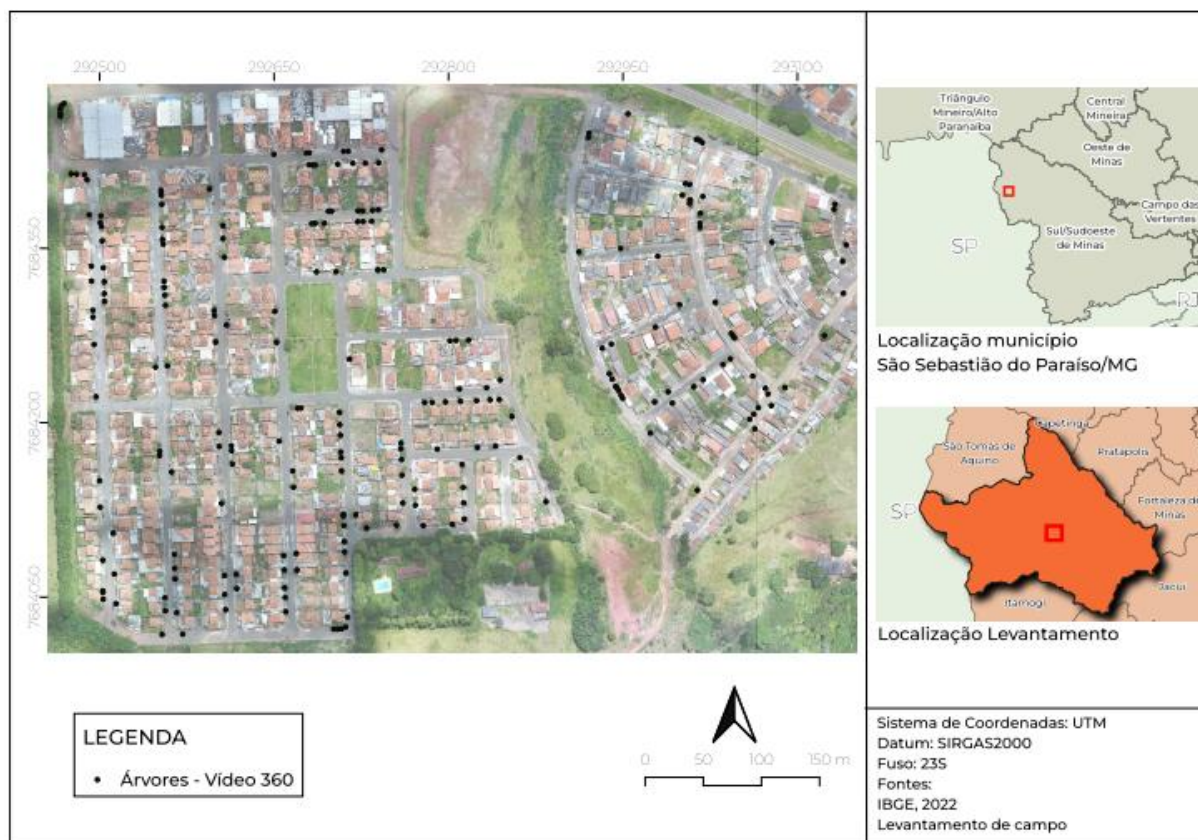 292500 292650 292800 292950 293100
7684350
7684200
7684050
LEGENDA
Árvores - Vídeo 360
0 50 100 150 m
Triângulo
Mineiro/Alto
Paranaíba
Central
Mineira
Oeste de
Minas
Campo das
Vertentes
Sul/Sudoeste
de Minas
SP
RJ
Localização município
São Sebastião do Paraíso/MG
São Tomás de
Aquino
Pratápolis
Fortaleza de
Minas
SP
Jacuí
Itamogi
Localização Levantamento
Sistema de Coordenadas: UTM
Datum: SIRGAS2000
Fuso: 23S
Fontes:
IBGE, 2022
Levantamento de campo